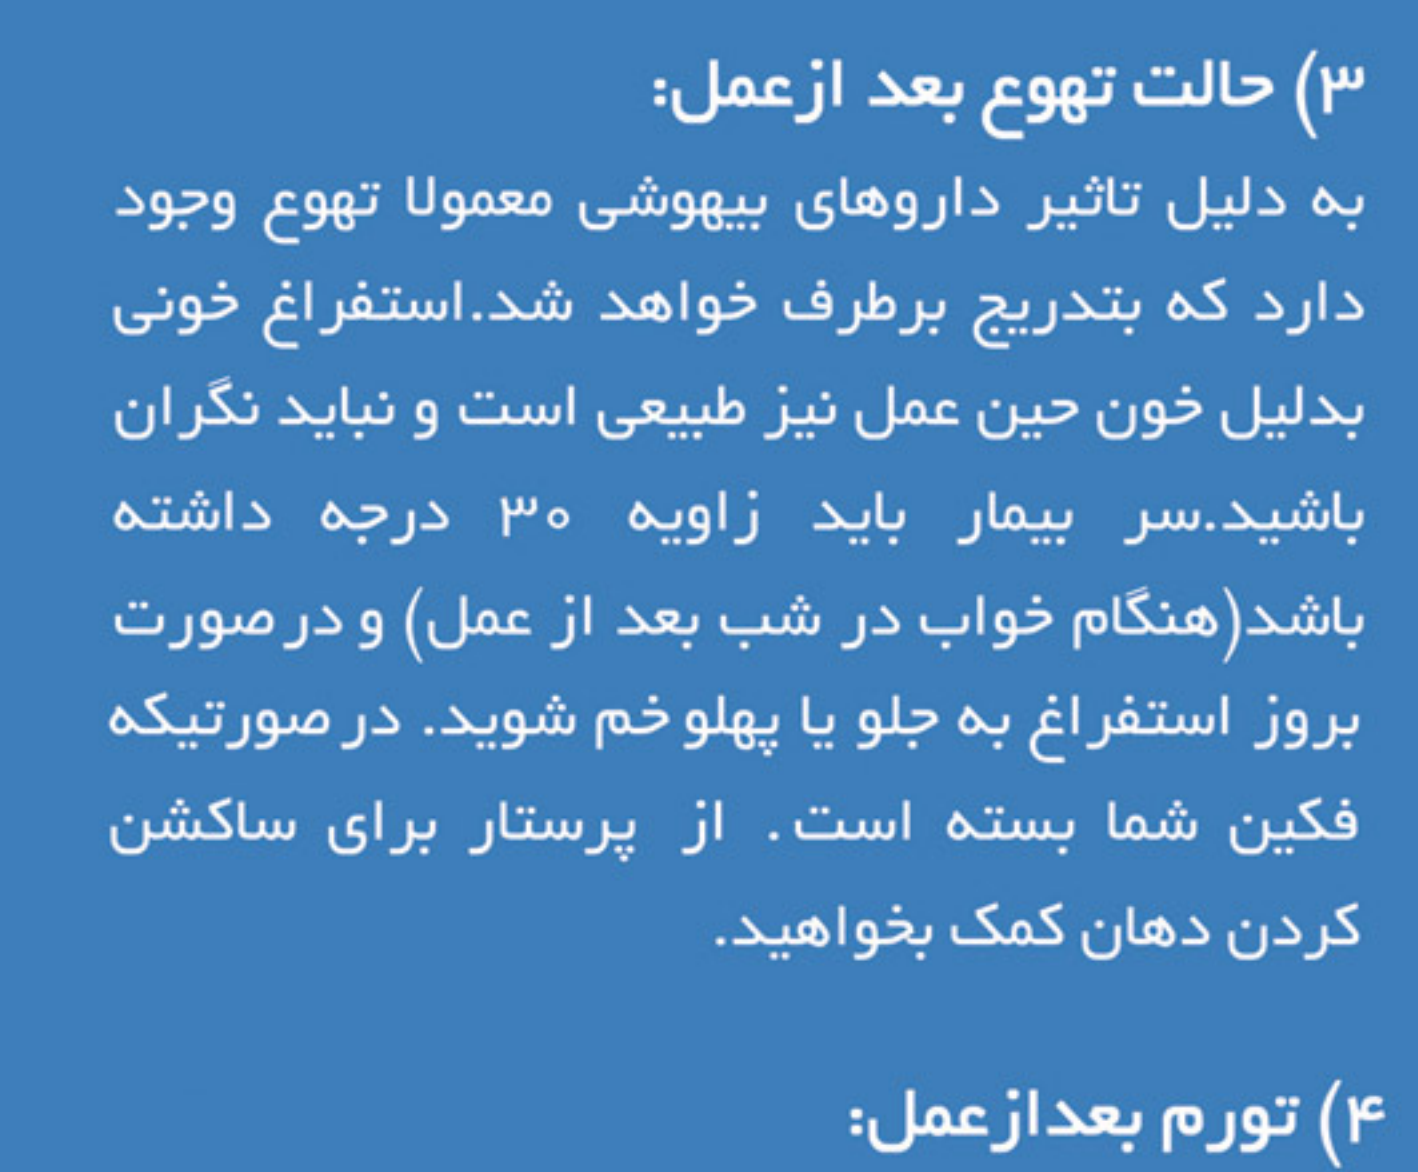 ۳) حالت تهوع بعد ازعمل:
به دلیل تاثیر داروهای بیهوشی معمولا تهوع وجود
دارد که بتدریج برطرف خواهد شد.استفراغ خونی
بدلیل خون حین عمل نیز طبیعی است و نباید نگران
باشید.سر بیمار باید زاویه ۳۰ درجه داشته
باشد(هنگام خواب در شب بعد از عمل) و در صورت
بروز استفراغ به جلو یا پهلو خم شوید. در صورتیکه
فکین شما بسته است. از پرستار برای ساکشن
کردن دهان کمک بخواهید.
۴) تورم بعدازعمل: